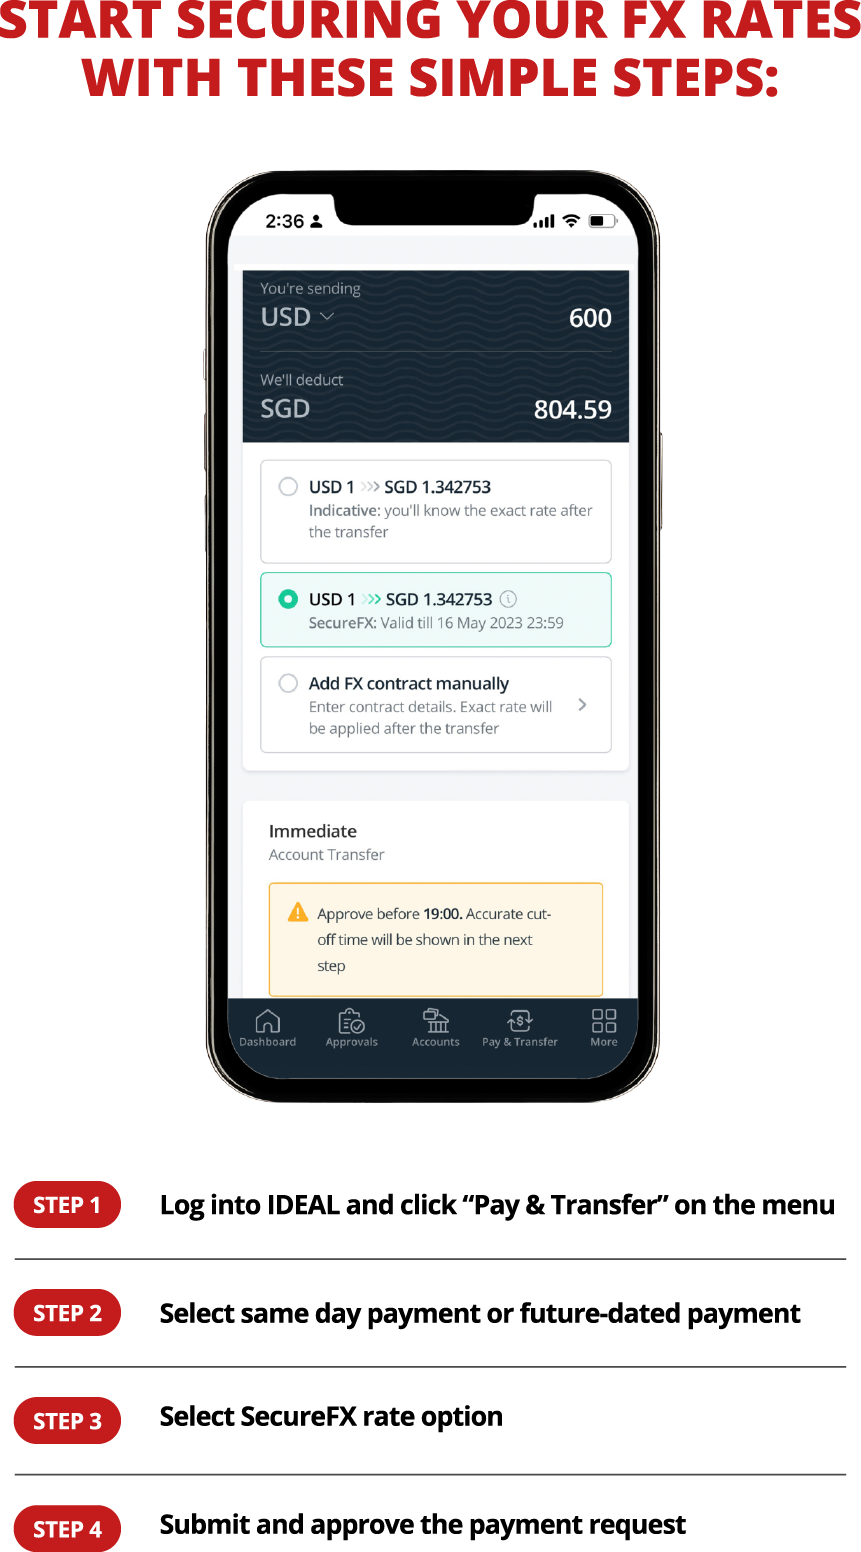 START SECURING YOUR FX RATES
WITH THESE SIMPLE STEPS:
2:36
You're sending
USD 600
We'll deduct
SGD 804.59
USD 1 >>> SGD 1.342753
Indicative: you'll know the exact rate after
the transfer
USD 1 >>> SGD 1.342753
SecureFX: Valid till 16 May 2023 23:59
Add FX contract manually
Enter contract details. Exact rate will
be applied after the transfer
Immediate
Account Transfer
Approve before 19:00. Accurate cut-
off time will be shown in the next
step
Dashboard Approvals Accounts Pay & Transfer More
STEP 1 Log into IDEAL and click “Pay & Transfer” on the menu
STEP 2 Select same day payment or future-dated payment
STEP 3 Select SecureFX rate option
STEP 4 Submit and approve the payment request